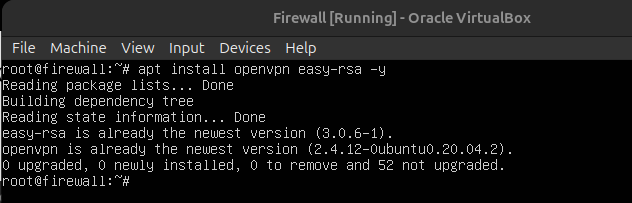 Firewall [Running] - Oracle VirtualBox
File Machine View Input Devices Help
root@firewall:~# apt install openvpn easy-rsa -y
Reading package lists... Done
Building dependency tree
Reading state information... Done
easy-rsa is already the newest version (3.0.6-1).
openvpn is already the newest version (2.4.12-0ubuntu0.20.04.2).
0 upgraded, 0 newly installed, 0 to remove and 52 not upgraded.
root@firewall:~#